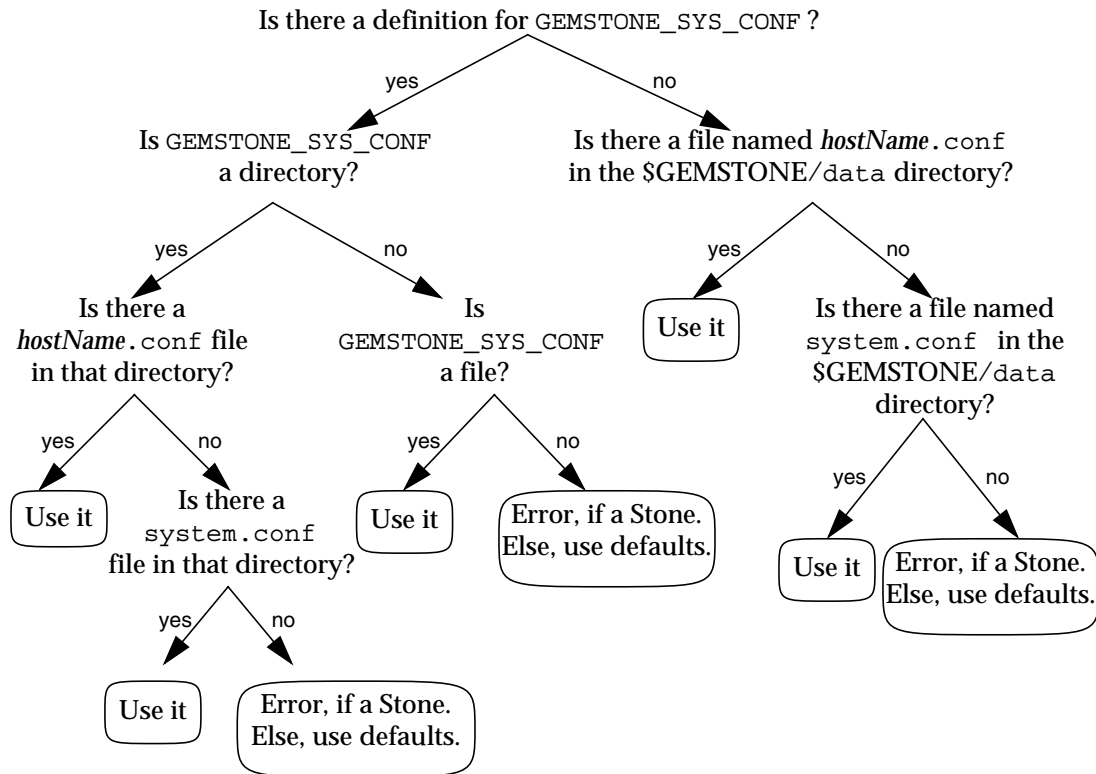 Is there a definition for GEMSTONE_SYS_CONF ?
yes
no
Is GEMSTONE_SYS_CONF
a directory?
Is there a file named hostName.conf
in the $GEMSTONE/data directory?
yes
no
yes
no
Is there a
hostName.conf file
in that directory?
Is
GEMSTONE_SYS_CONF
a file?
Use it
Is there a file named
system.conf in the
$GEMSTONE/data
directory?
yes
no
yes
no
yes
no
Use it
Is there a
system.conf
file in that directory?
Use it
Error, if a Stone.
Else, use defaults.
Use it
Error, if a Stone.
Else, use defaults.
yes
no
Use it
Error, if a Stone.
Else, use defaults.